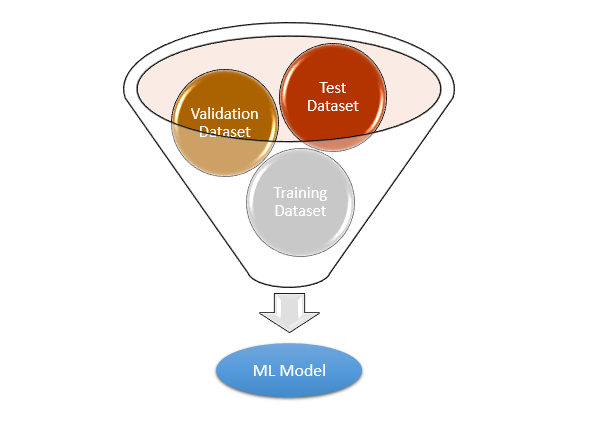 Test
Dataset
Validation
Dataset
Training
Dataset
ML Model